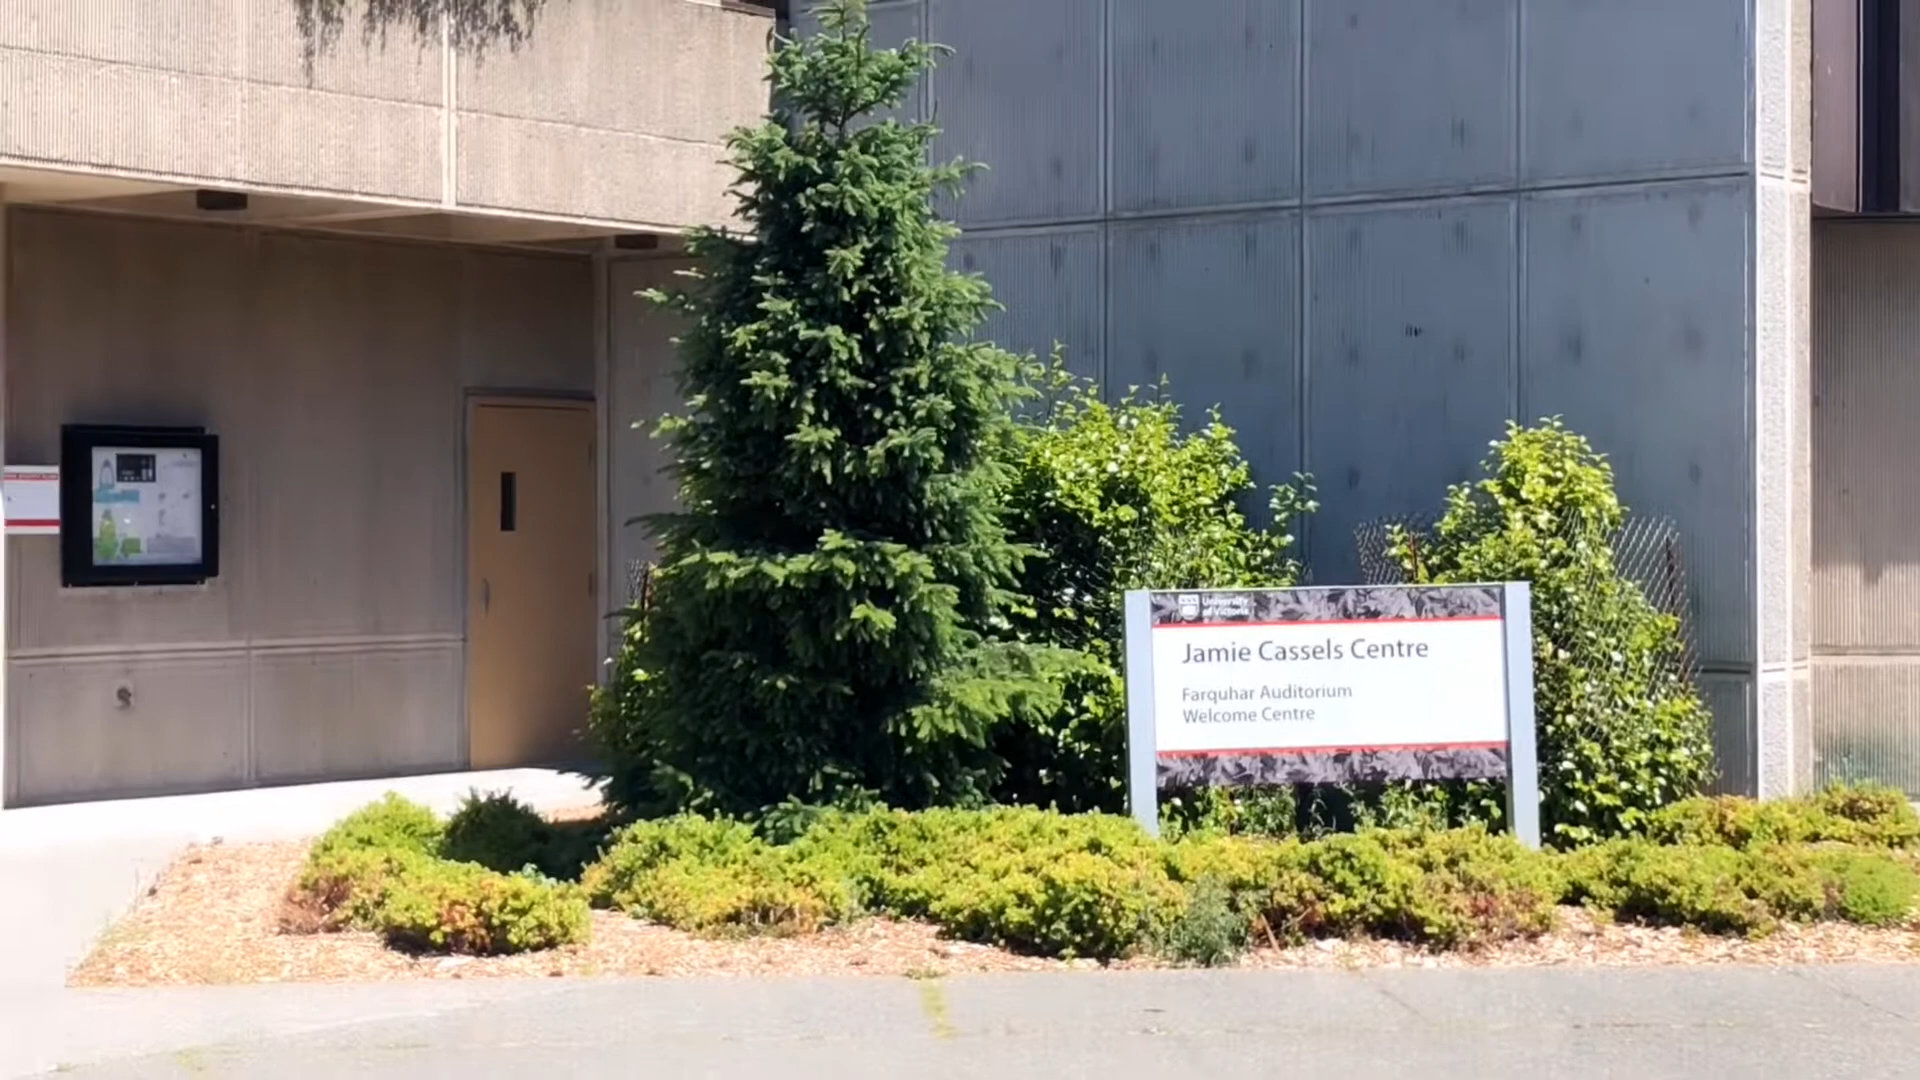 University
of Victoria
Jamie Cassels Centre
Farquhar Auditorium
Welcome Centre